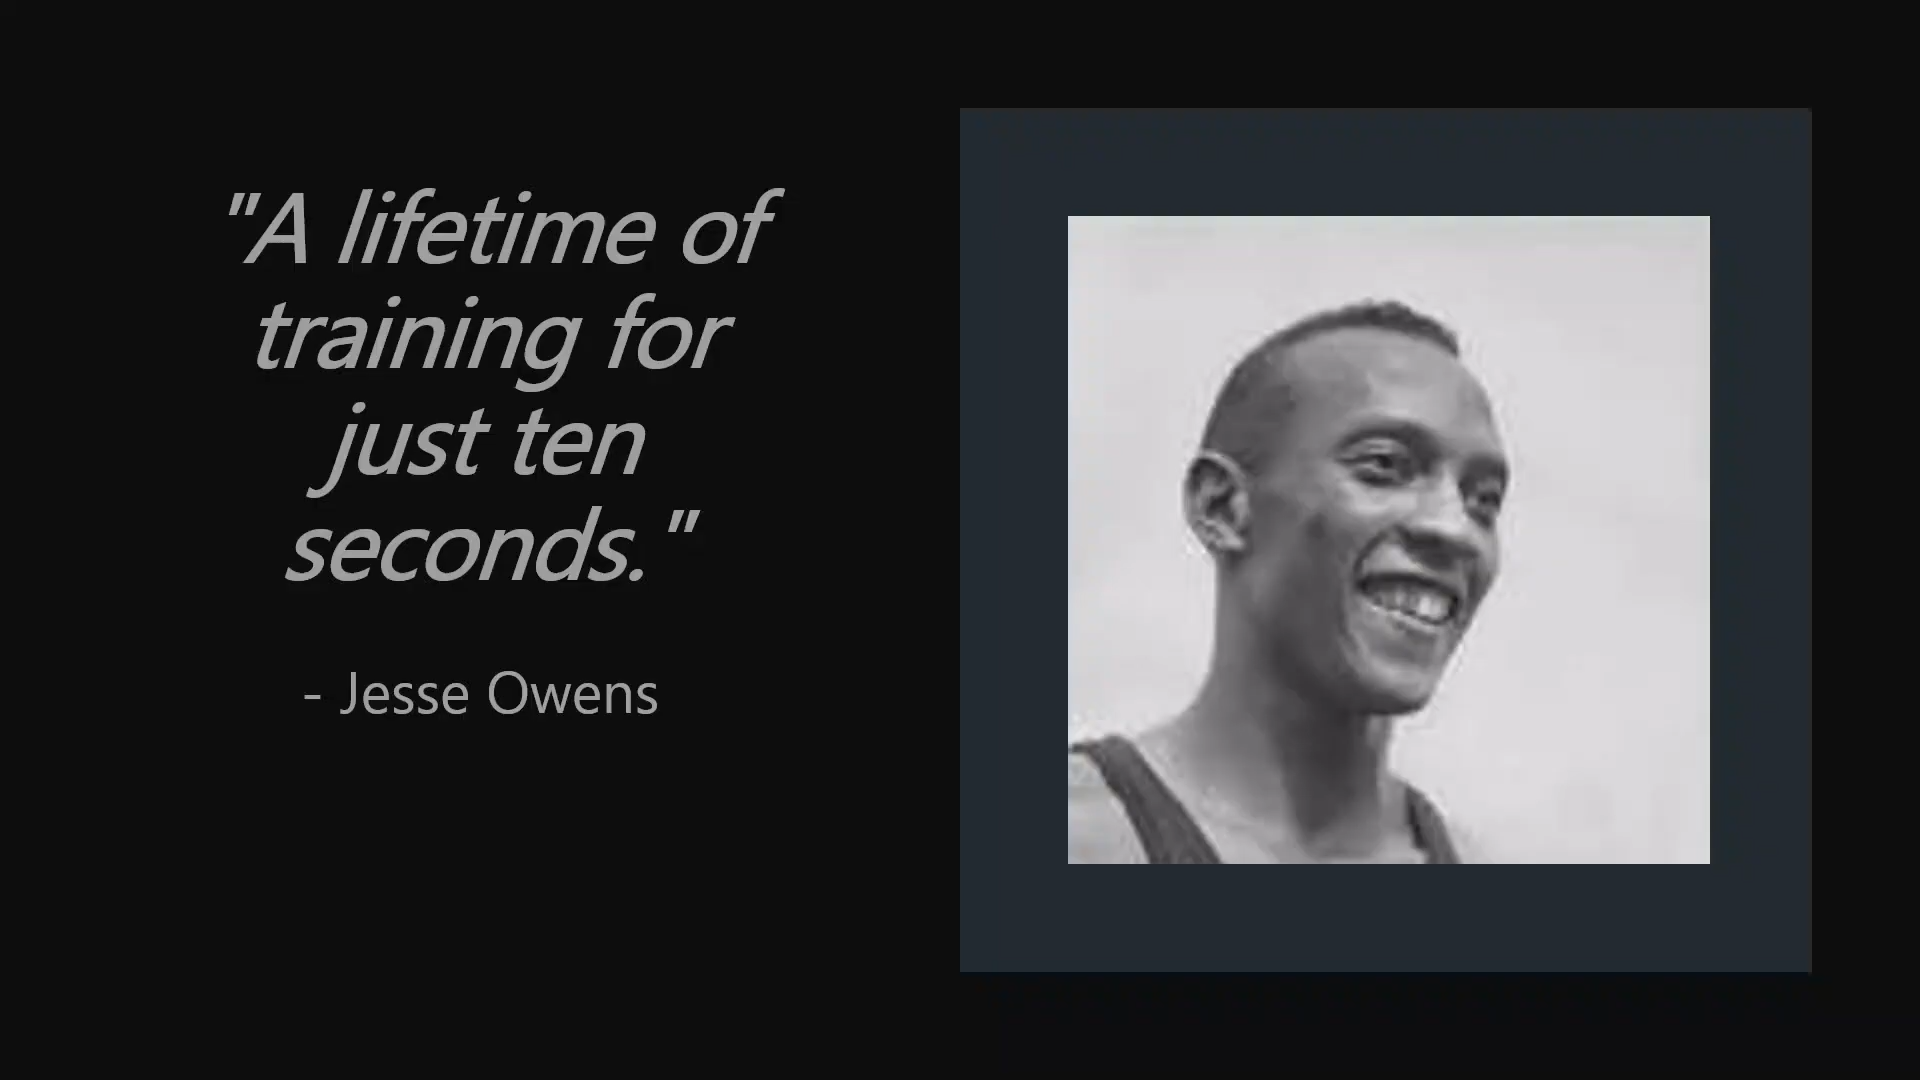 "A lifetime of
training for
just ten
seconds."
- Jesse Owens